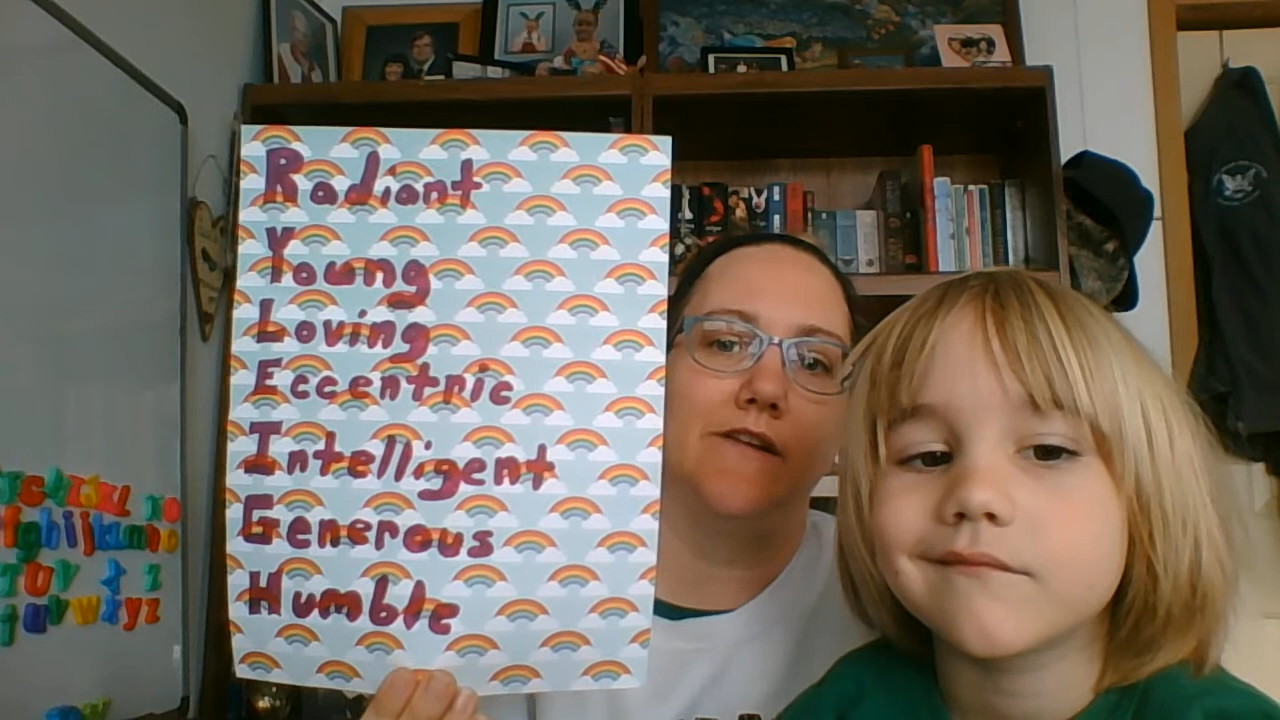 Radiant
Young
Loving
Eccentric
Intelligent
Generous
Humble